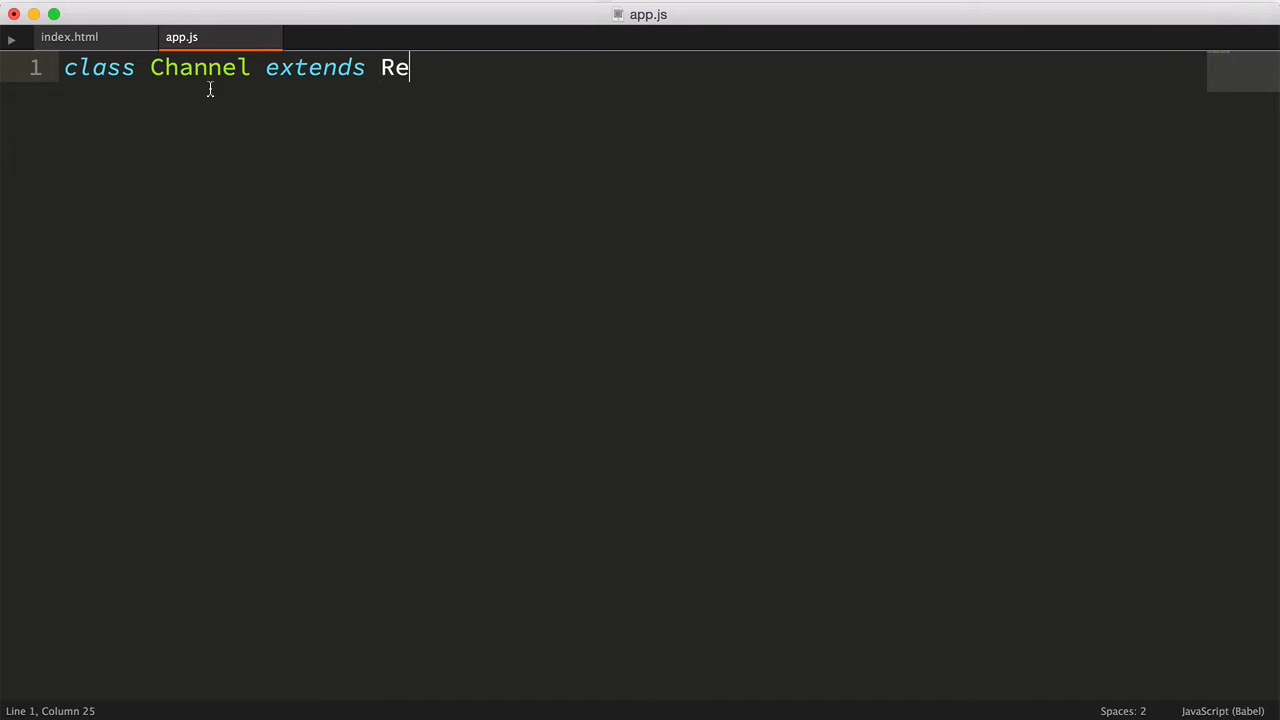 app.js
index.html
app.js
1 class Channel extends Re
Line 1, Column 25
Spaces: 2
JavaScript (Babel)